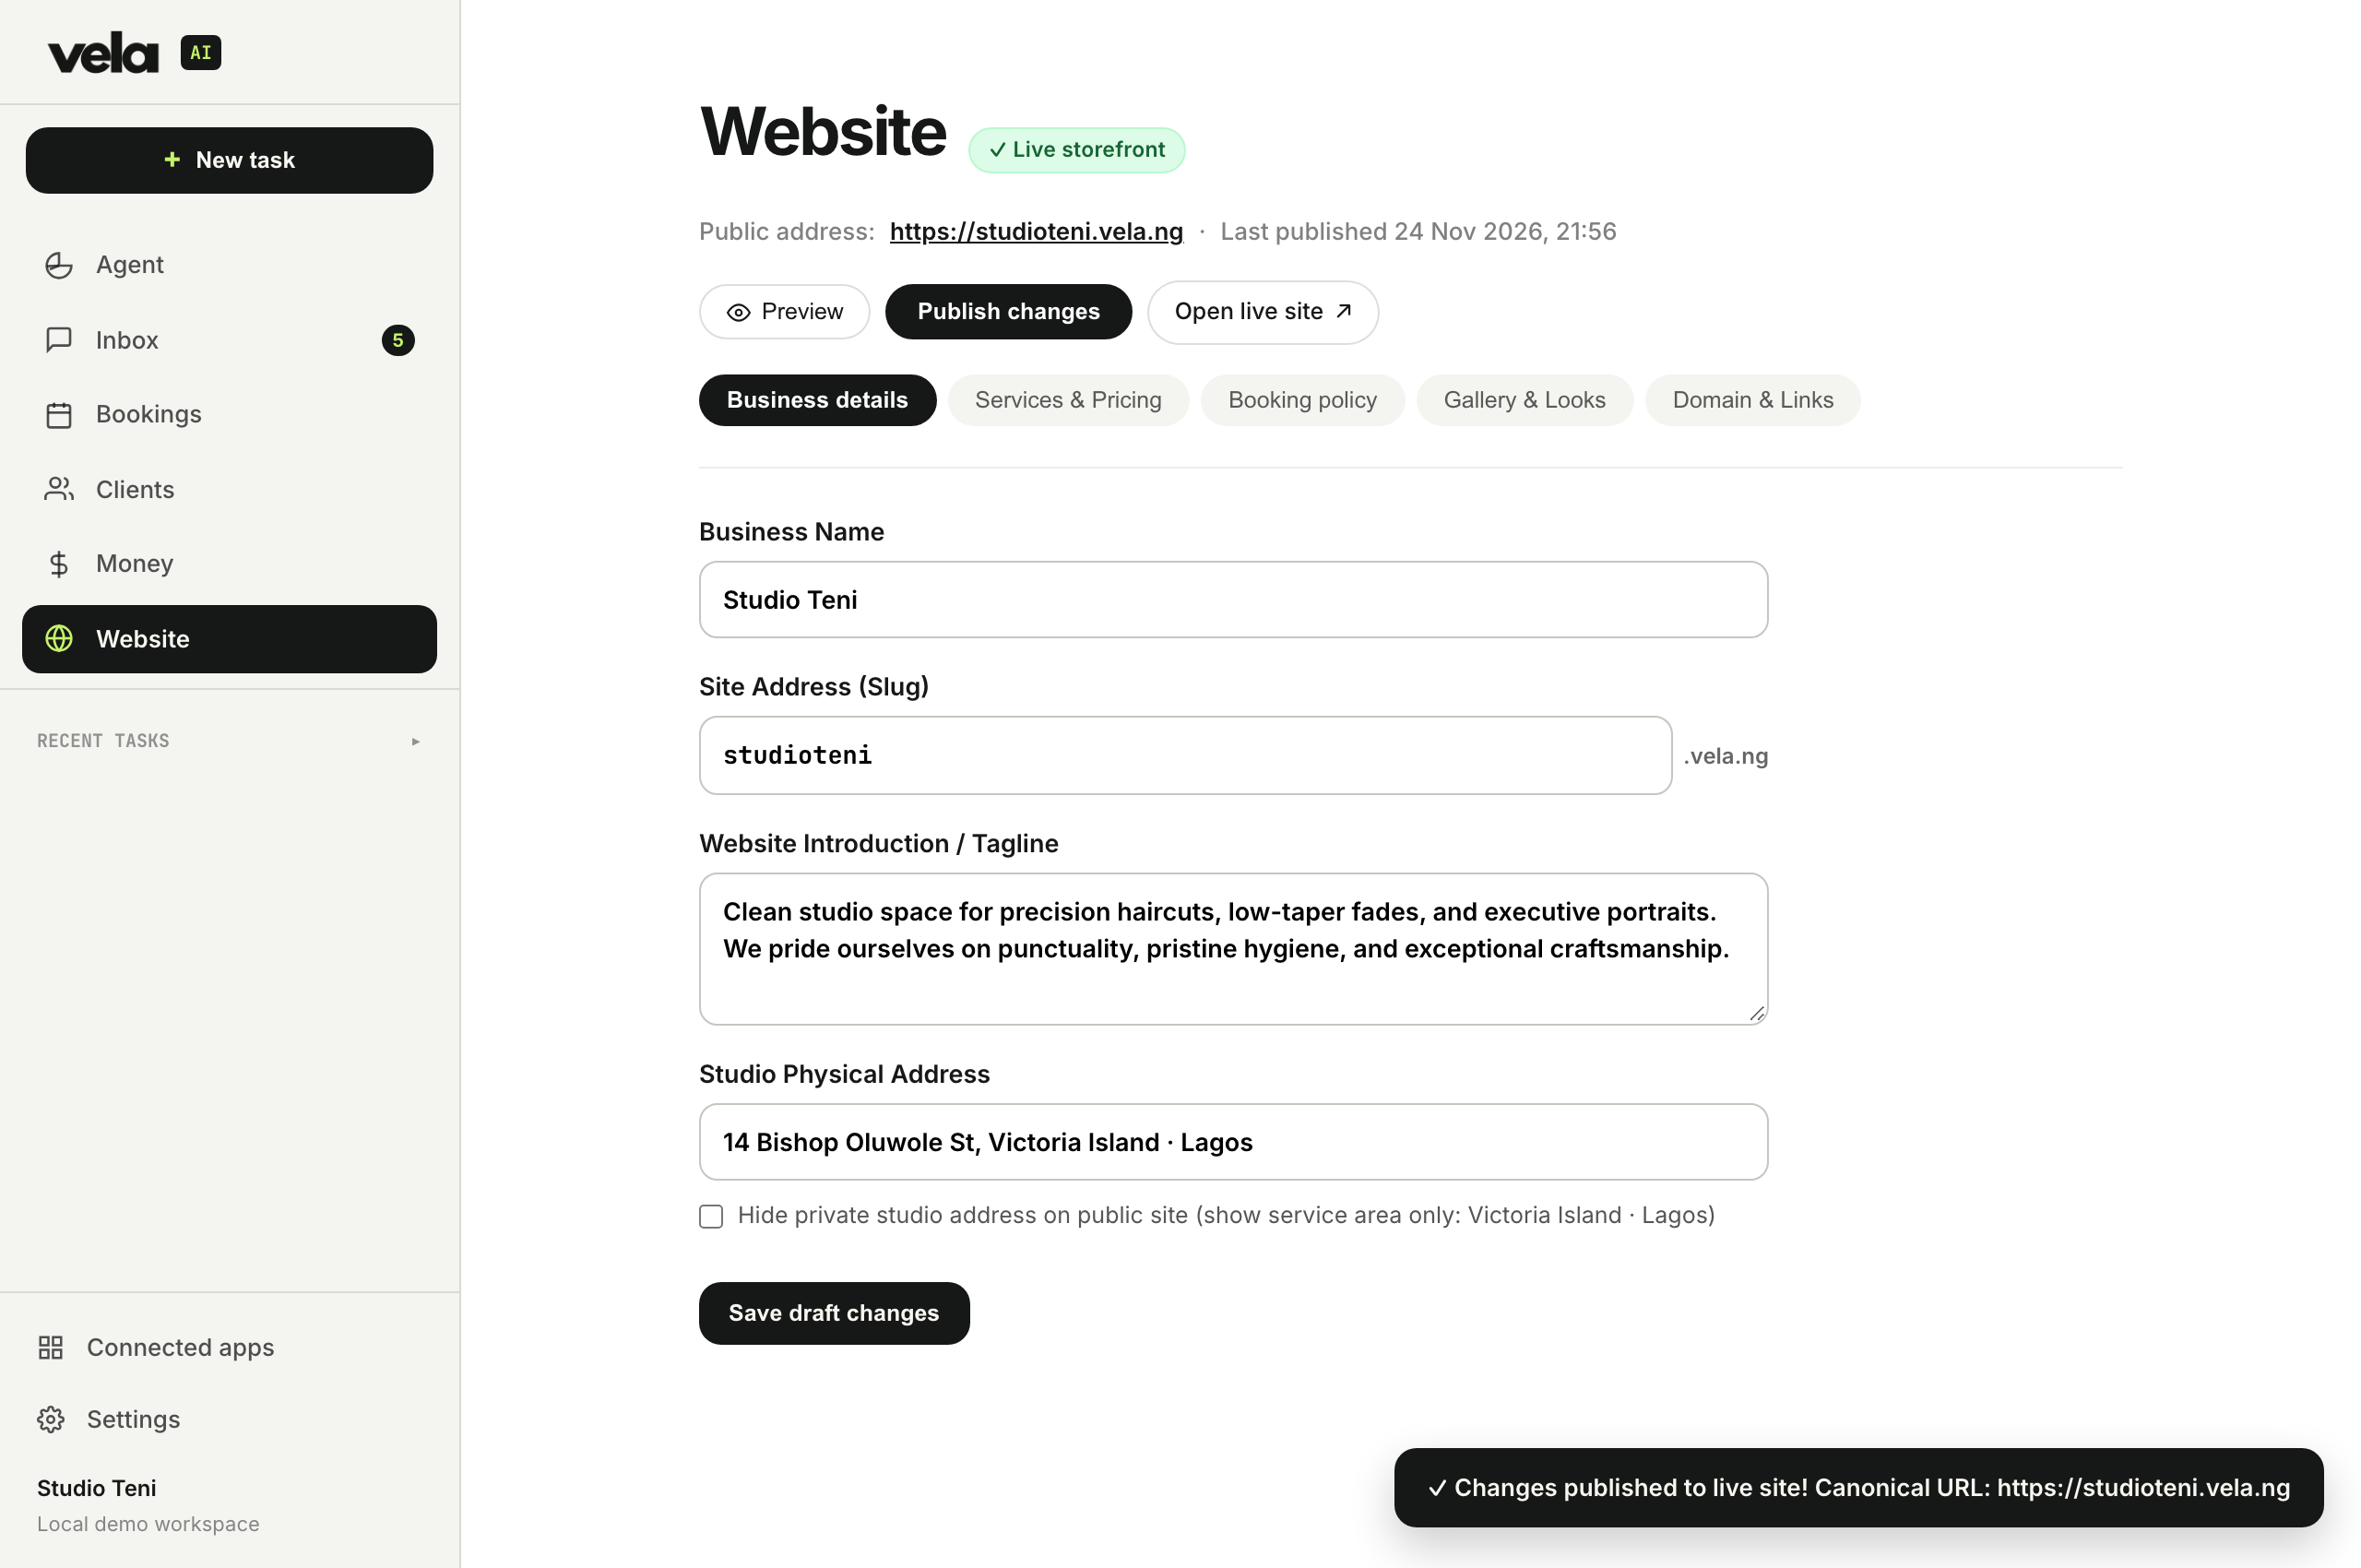 vela AI
+ New task
Agent
Inbox 5
Bookings
Clients
Money
Website
RECENT TASKS
Connected apps
Settings
Studio Teni
Local demo workspace
Website ✓ Live storefront
Public address: https://studioteni.vela.ng · Last published 24 Nov 2026, 21:56
Preview Publish changes Open live site ↗
Business details Services & Pricing Booking policy Gallery & Looks Domain & Links
Business Name
Studio Teni
Site Address (Slug)
studioteni .vela.ng
Website Introduction / Tagline
Clean studio space for precision haircuts, low-taper fades, and executive portraits.
We pride ourselves on punctuality, pristine hygiene, and exceptional craftsmanship.
Studio Physical Address
14 Bishop Oluwole St, Victoria Island · Lagos
Hide private studio address on public site (show service area only: Victoria Island · Lagos)
Save draft changes
✓ Changes published to live site! Canonical URL: https://studioteni.vela.ng